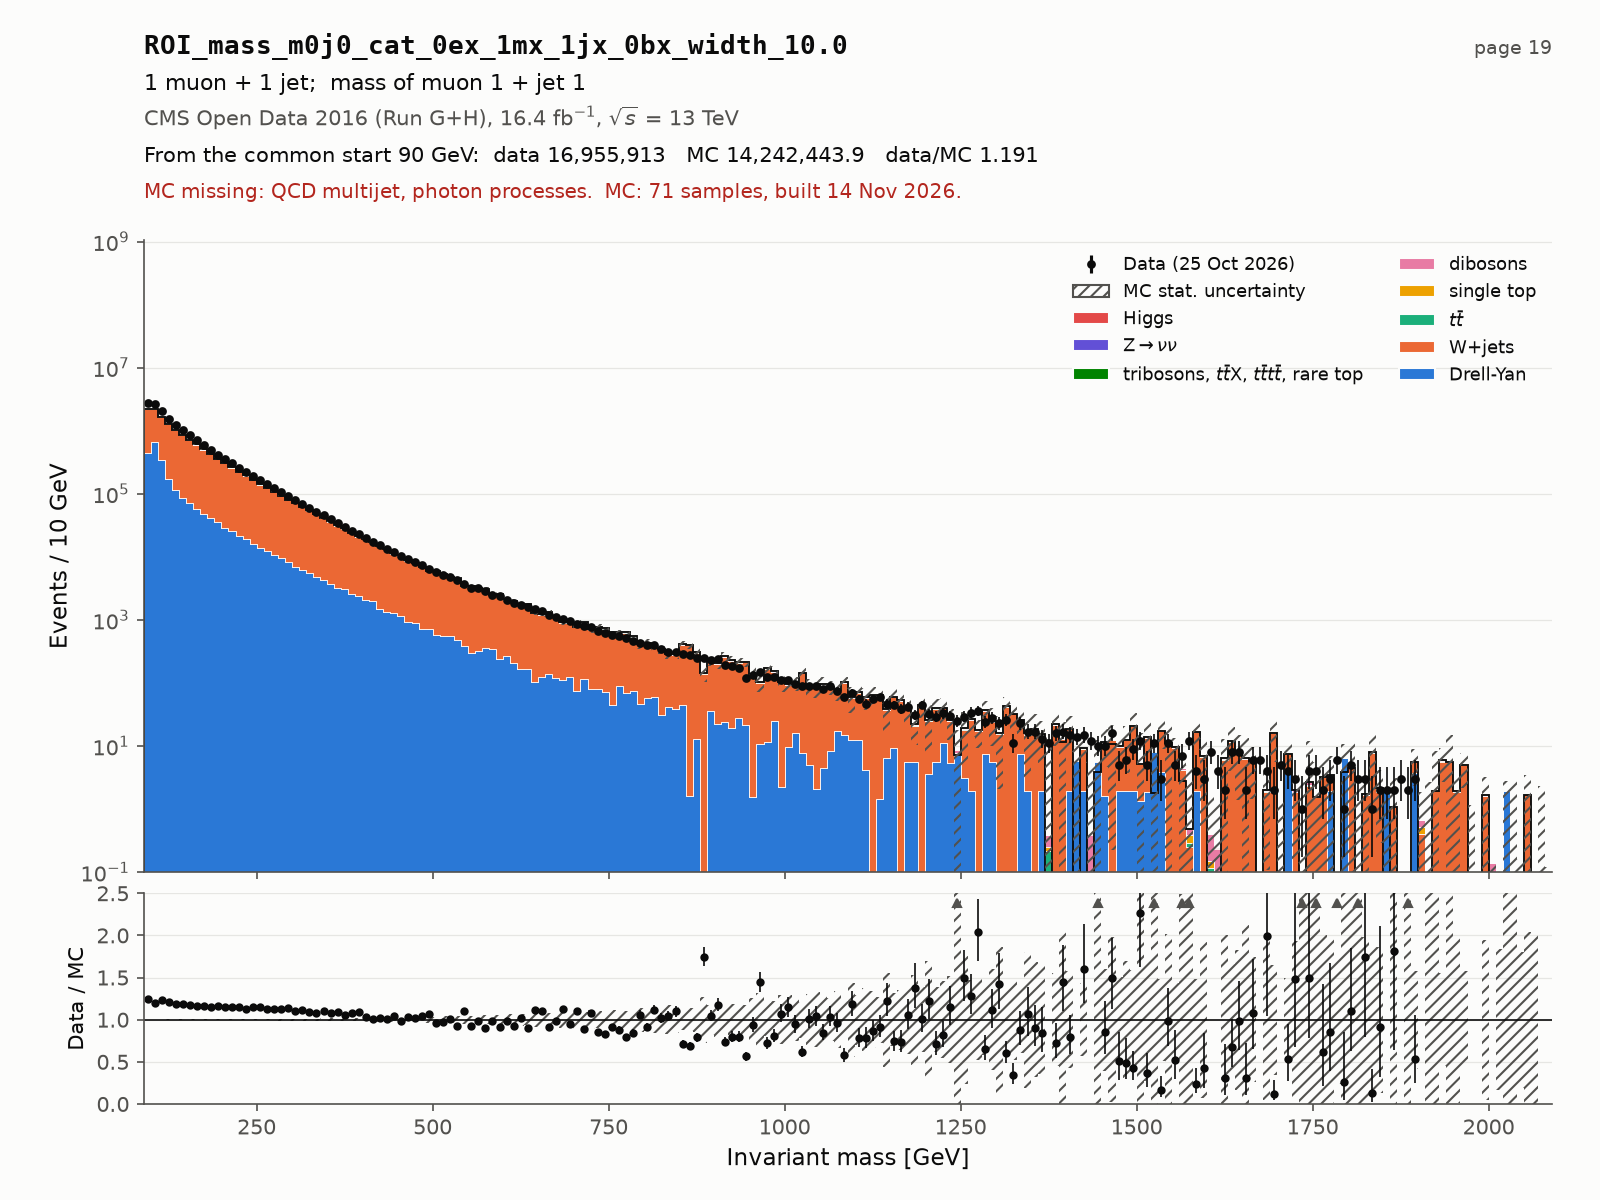 ROI_mass_m0j0_cat_0ex_1mx_1jx_0bx_width_10.0
page 19
1 muon + 1 jet;  mass of muon 1 + jet 1
CMS Open Data 2016 (Run G+H), 16.4 fb⁻¹, √s = 13 TeV
From the common start 90 GeV:  data 16,955,913   MC 14,242,443.9   data/MC 1.191
MC missing: QCD multijet, photon processes.  MC: 71 samples, built 14 Nov 2026.
Events / 10 GeV
10⁹
10⁷
10⁵
10³
10¹
10⁻¹
Data (25 Oct 2026)
MC stat. uncertainty
Higgs
Z→νν
tribosons, tt̄X, tt̄tt̄, rare top
dibosons
single top
tt̄
W+jets
Drell-Yan
Data / MC
2.5
2.0
1.5
1.0
0.5
0.0
250 500 750 1000 1250 1500 1750 2000
Invariant mass [GeV]